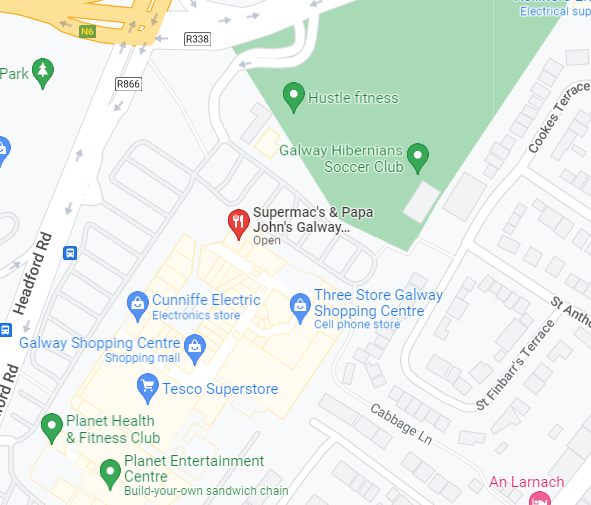 N6
R338
R866
Electrical sup
Park
Hustle fitness
Galway Hibernians
Soccer Club
Cookes Terrace
Supermac's & Papa
John's Galway...
Open
Headford Rd
Cunniffe Electric
Electronics store
Three Store Galway
Shopping Centre
Cell phone store
St Antho
Galway Shopping Centre
Shopping mall
St Finbarr's Terrace
Tesco Superstore
ord Rd
Cabbage Ln
Planet Health
& Fitness Club
Planet Entertainment
Centre
Build-your-own sandwich chain
An Larnach